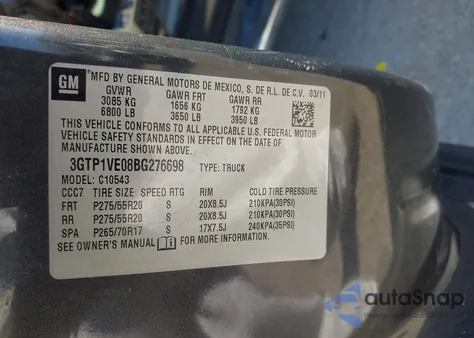 GM
MFD BY GENERAL MOTORS DE MEXICO, S. DE R.L. DE C.V. 03/11
GVWR GAWR FRT GAWR RR
3085 KG 1656 KG 1792 KG
6800 LB 3650 LB 3950 LB
THIS VEHICLE CONFORMS TO ALL APPLICABLE U.S. FEDERAL MOTOR
VEHICLE SAFETY STANDARDS IN EFFECT ON THE DATE OF
MANUFACTURE SHOWN ABOVE.
3GTP1VE08BG276698 TYPE: TRUCK
MODEL: C10543
CCC7 TIRE SIZE SPEED RTG RIM COLD TIRE PRESSURE
FRT P275/55R20 S 20X8.5J 210KPA(30PSI)
RR P275/55R20 S 20X8.5J 210KPA(30PSI)
SPA P265/70R17 S 17X7.5J 240KPA(35PSI)
SEE OWNER'S MANUAL FOR MORE INFORMATION.
autaSnap